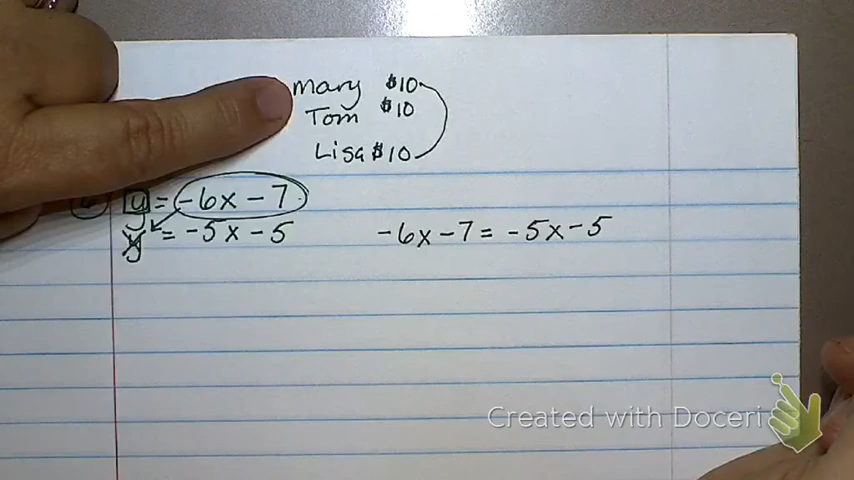 Mary $10
Tom $10
Lisa $10
y = -6x - 7
y = -5x - 5
-6x - 7 = -5x - 5
Created with Doceri